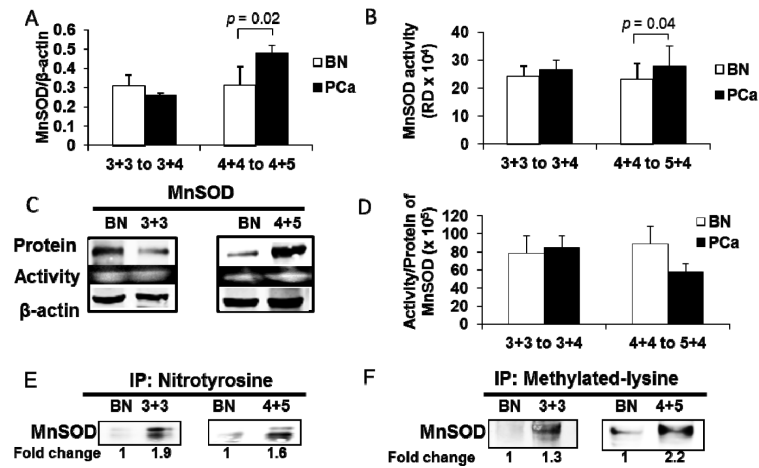 A
p = 0.02
MnSOD/β-actin
0.6
0.5
0.4
0.3
0.2
0.1
0
BN
PCa
3+3 to 3+4
4+4 to 4+5
B
p = 0.04
MnSOD activity
(RD x 10⁴)
40
30
20
10
0
BN
PCa
3+3 to 3+4
4+4 to 5+4
C
MnSOD
BN
3+3
BN
4+5
Protein
Activity
β-actin
D
Activity/Protein of
MnSOD (x 10⁵)
120
100
80
60
40
20
0
BN
PCa
3+3 to 3+4
4+4 to 5+4
E
IP: Nitrotyrosine
BN 3+3
BN 4+5
MnSOD
Fold change 1 1.9 1 1.6
F
IP: Methylated-lysine
BN 3+3
BN 4+5
MnSOD
Fold change 1 1.3 1 2.2